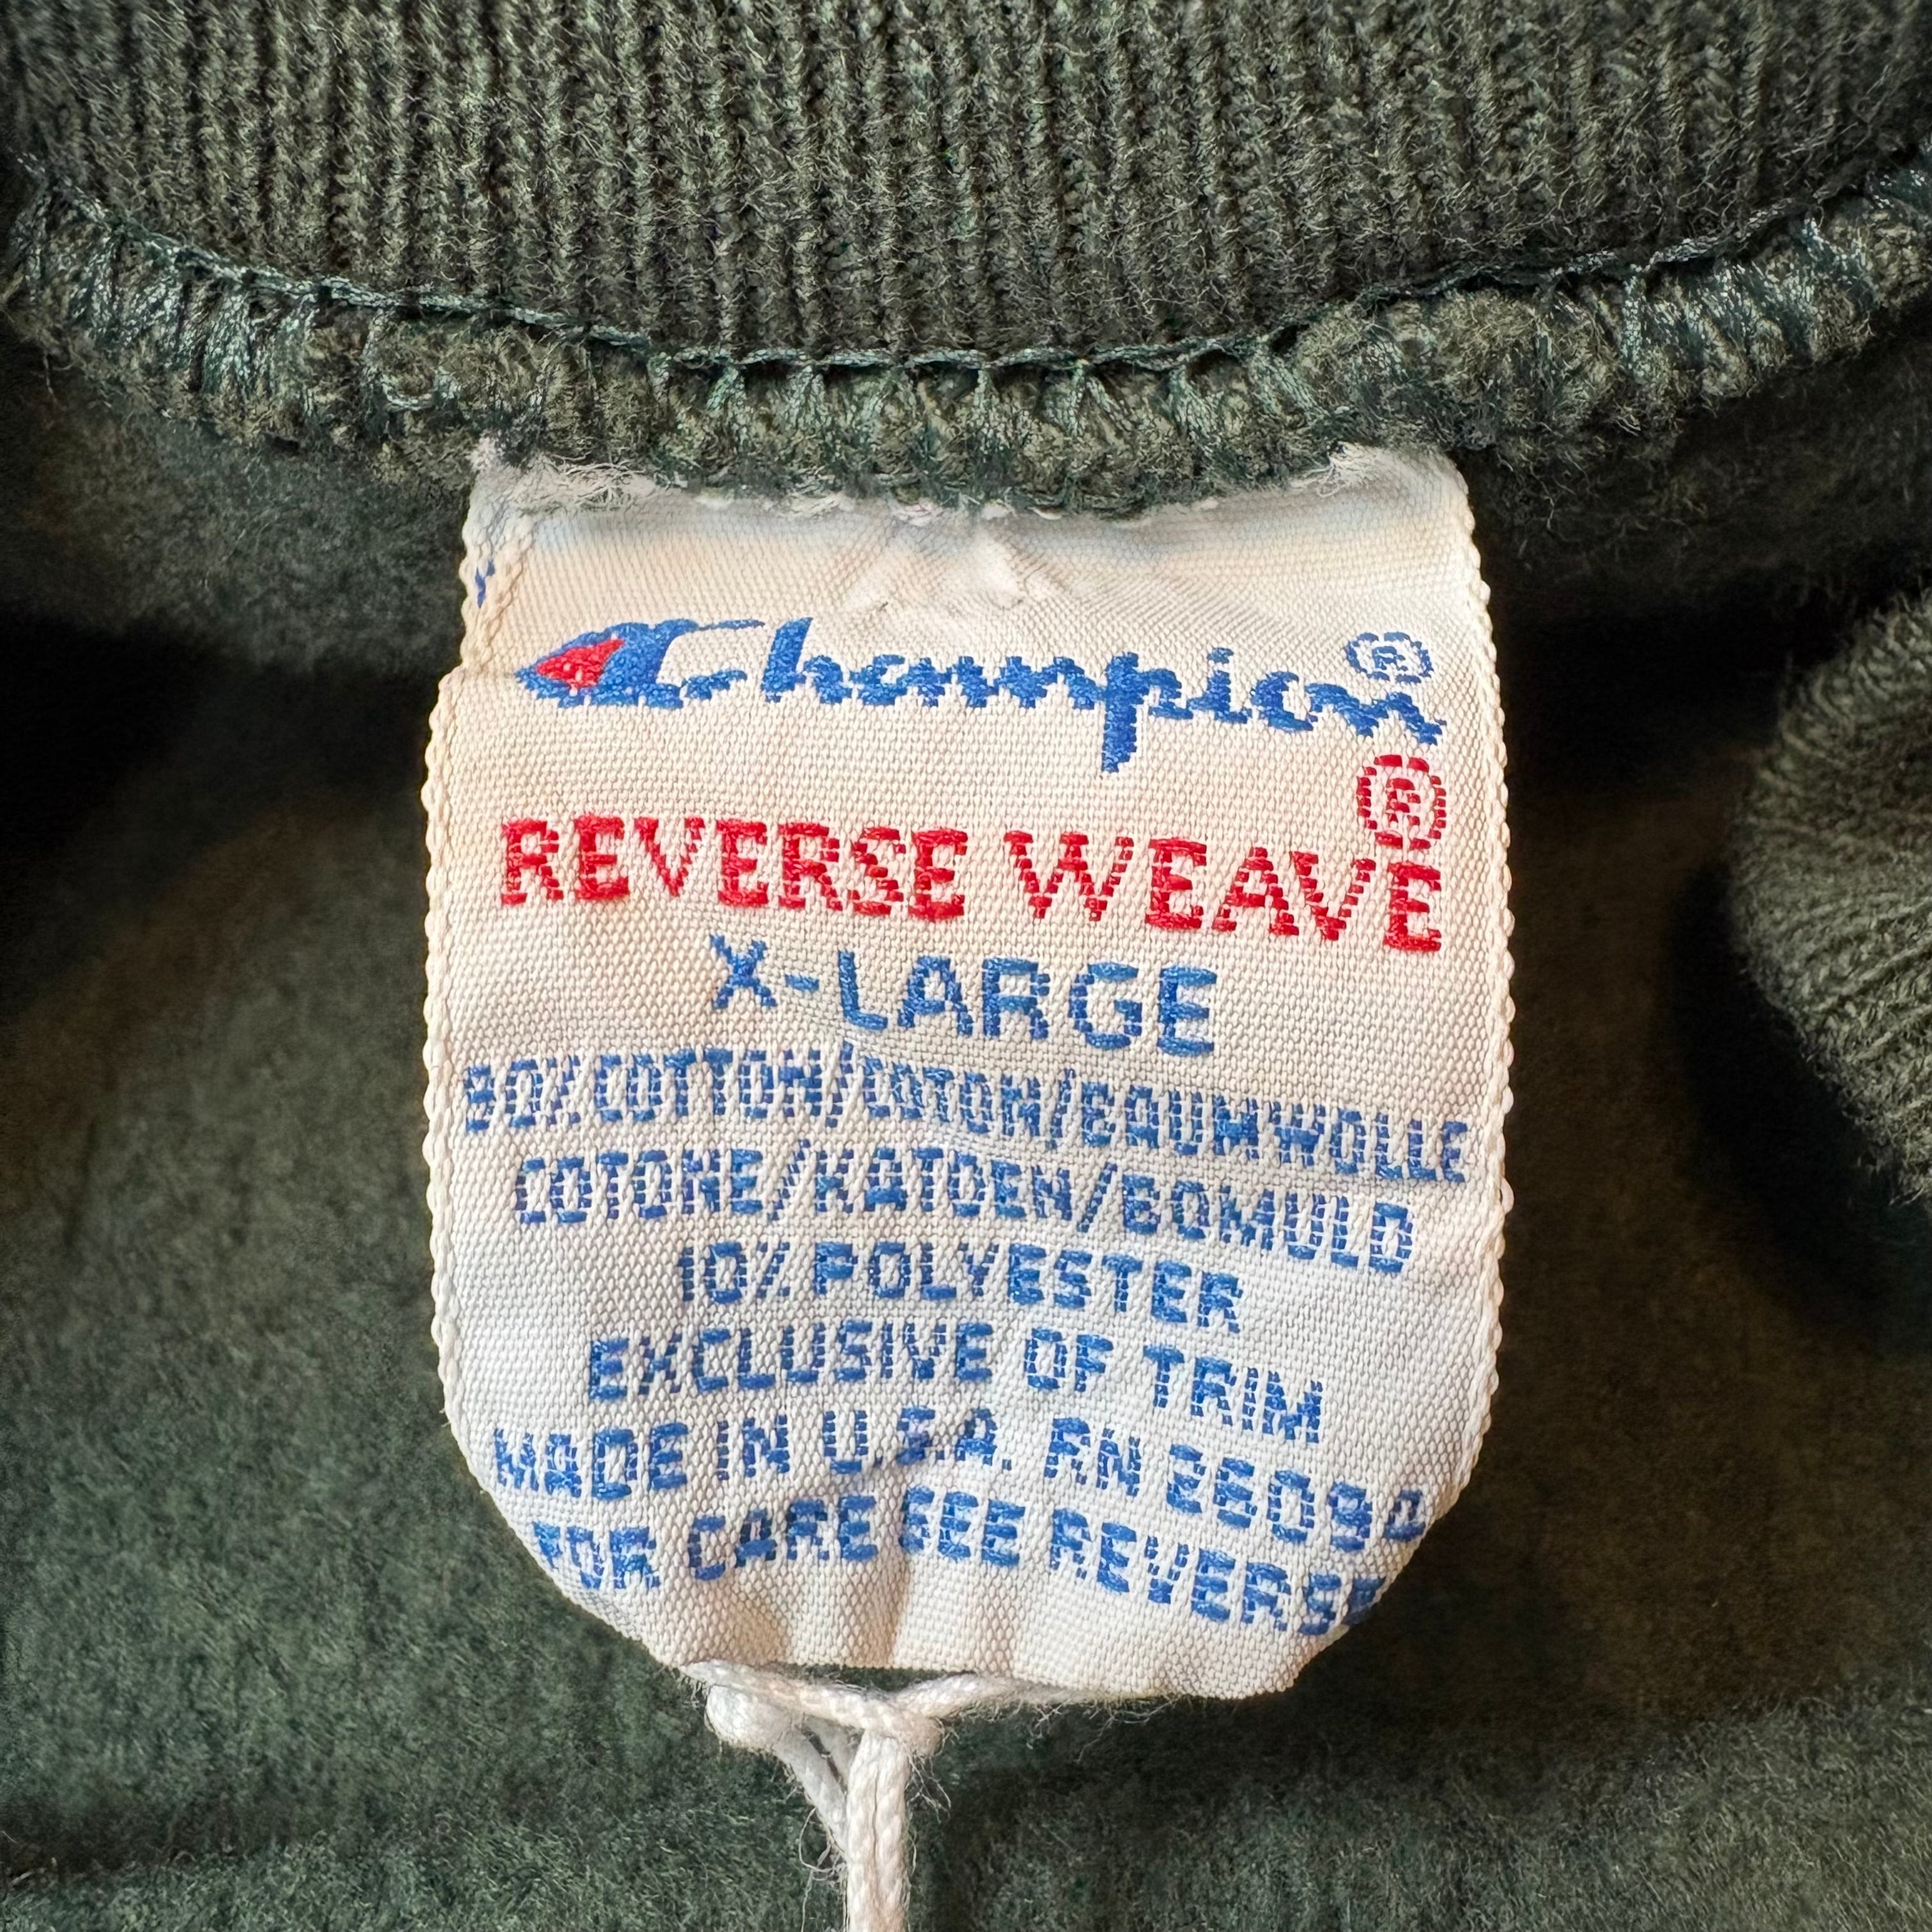 Champion®
REVERSE WEAVE®
X-LARGE
90% COTTON/COTON/BAUMWOLLE
COTONE/KATOEN/BOMULD
10% POLYESTER
EXCLUSIVE OF TRIM
MADE IN U.S.A. RN 26090
FOR CARE SEE REVERSE